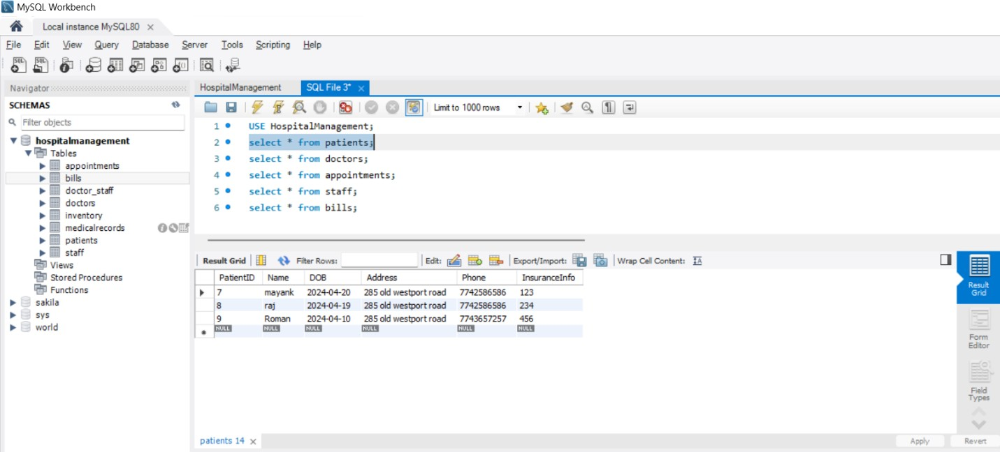 MySQL Workbench
Local instance MySQL80
File Edit View Query Database Server Tools Scripting Help
Navigator
SCHEMAS
Filter objects
hospitalmanagement
Tables
appointments
bills
doctor_staff
doctors
inventory
medicalrecords
patients
staff
Views
Stored Procedures
Functions
sakila
sys
world
HospitalManagement SQL File 3*
Limit to 1000 rows
1 USE HospitalManagement;
2 select * from patients;
3 select * from doctors;
4 select * from appointments;
5 select * from staff;
6 select * from bills;
Result Grid Filter Rows: Edit: Export/Import: Wrap Cell Content:
PatientID Name DOB Address Phone InsuranceInfo
7 mayank 2024-04-20 285 old westport road 7742586586 123
8 raj 2024-04-19 285 old westport road 7742586586 234
9 Roman 2024-04-10 285 old westport road 7743657257 456
NULL NULL NULL NULL NULL NULL
Result
Grid
Form
Editor
Field
Types
patients 14
Apply Revert